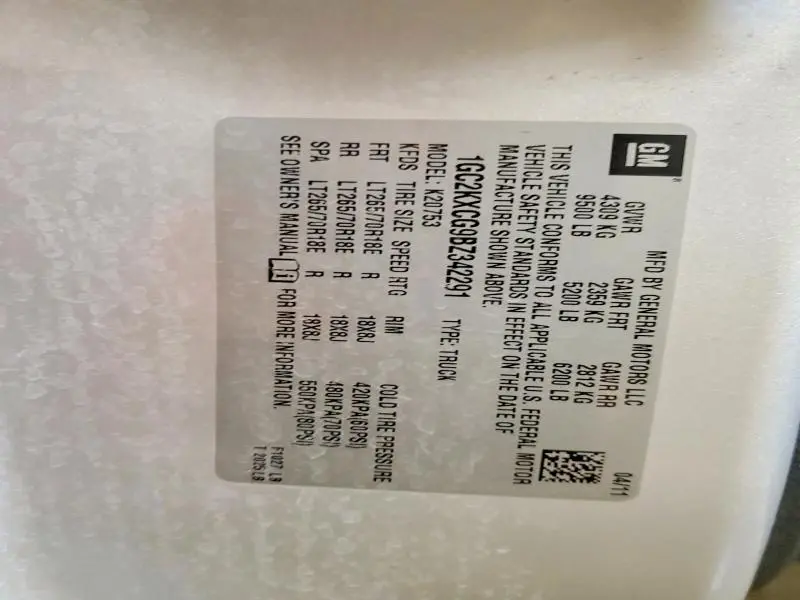 GM
MFD BY GENERAL MOTORS LLC
04/11
GVWR GAWR FRT GAWR RR
4309 KG 2359 KG 2812 KG
9500 LB 5200 LB 6200 LB
THIS VEHICLE CONFORMS TO ALL APPLICABLE U.S. FEDERAL MOTOR
VEHICLE SAFETY STANDARDS IN EFFECT ON THE DATE OF
MANUFACTURE SHOWN ABOVE.
1GC2KXCG9BZ342291 TYPE: TRUCK
MODEL: K20753
KFDS TIRE SIZE SPEED RTG RIM COLD TIRE PRESSURE
FRT LT265/70R18E R 18X8J 420KPA(60PSI)
RR LT265/70R18E R 18X8J 480KPA(70PSI)
SPA LT265/70R18E R 18X8J 550KPA(80PSI)
SEE OWNER'S MANUAL FOR MORE INFORMATION.
F1027 LB
T 2035 LB